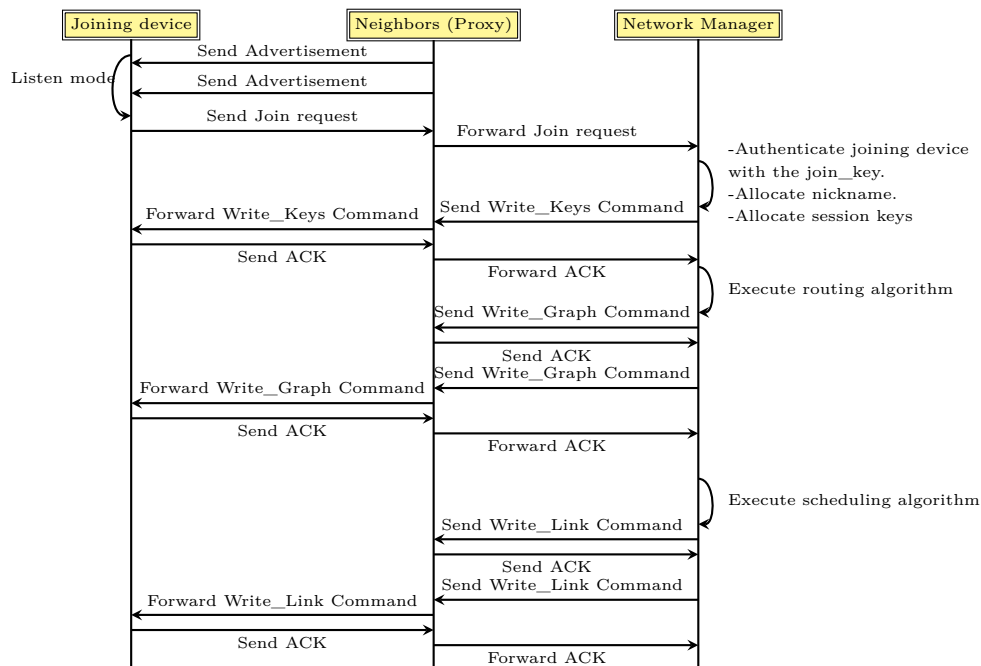 Joining device
Neighbors (Proxy)
Network Manager
Send Advertisement
Listen mode
Send Advertisement
Send Join request
Forward Join request
-Authenticate joining device
with the join_key.
-Allocate nickname.
-Allocate session keys
Send Write_Keys Command
Forward Write_Keys Command
Send ACK
Forward ACK
Execute routing algorithm
Send Write_Graph Command
Send ACK
Send Write_Graph Command
Forward Write_Graph Command
Send ACK
Forward ACK
Execute scheduling algorithm
Send Write_Link Command
Send ACK
Send Write_Link Command
Forward Write_Link Command
Send ACK
Forward ACK